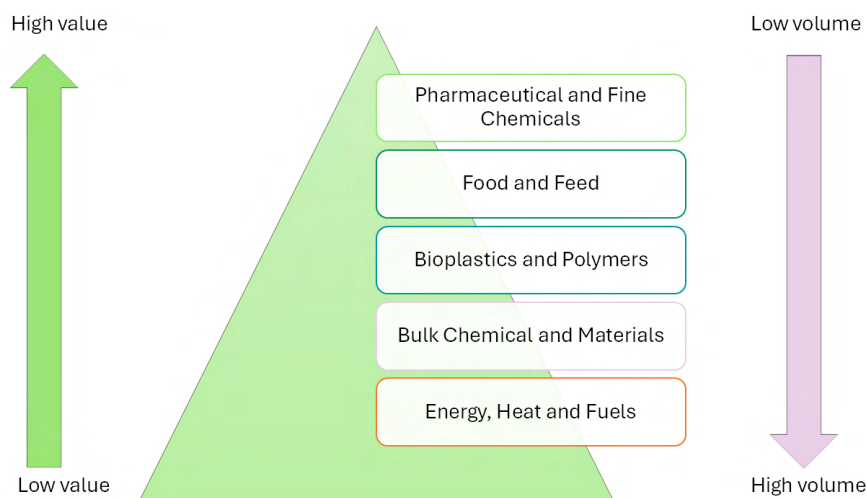 High value
Low volume
Pharmaceutical and Fine
Chemicals
Food and Feed
Bioplastics and Polymers
Bulk Chemical and Materials
Energy, Heat and Fuels
Low value
High volume